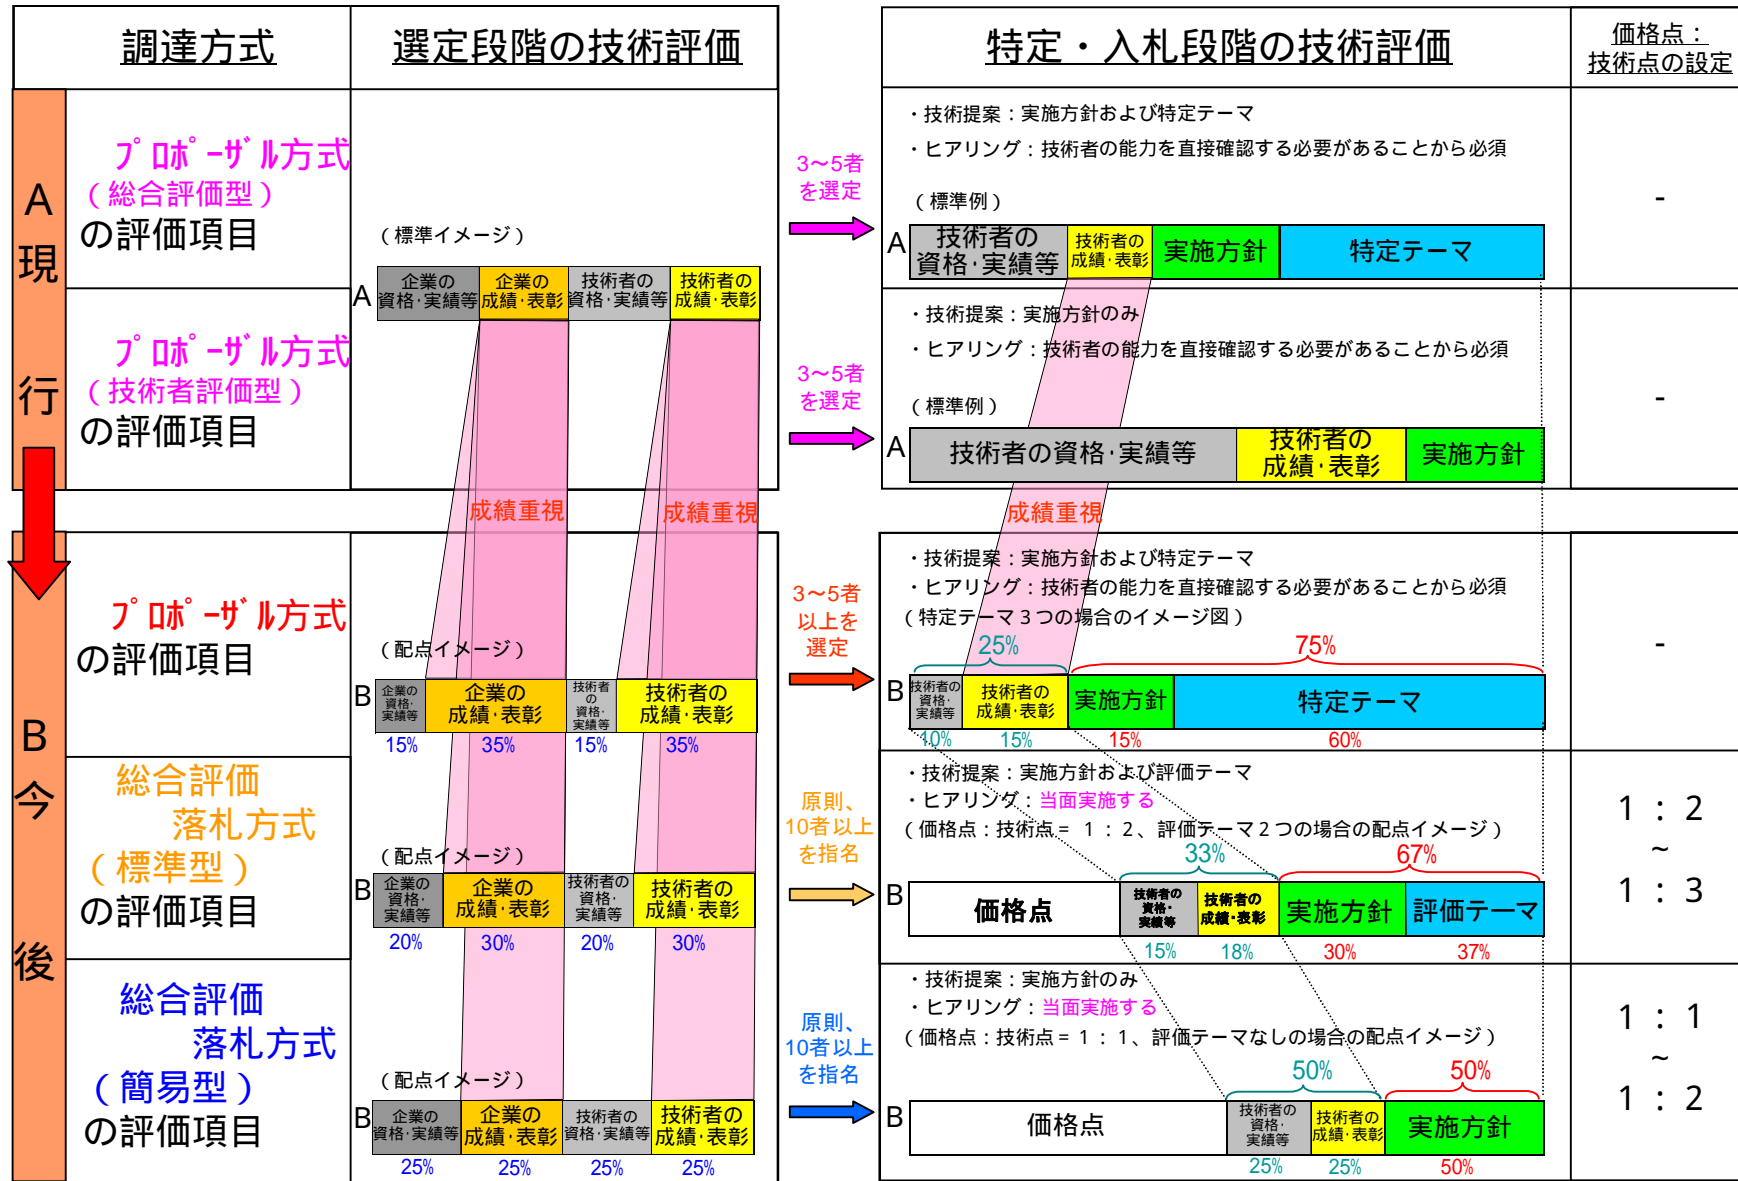 調達方式
選定段階の技術評価
特定・入札段階の技術評価
価格点：
技術点の設定
A
現
行
B
今
後
プロポーザル方式
（総合評価型）
の評価項目
プロポーザル方式
（技術者評価型）
の評価項目
（標準イメージ）
A
企業の
資格・実績等
企業の
成績・表彰
技術者の
資格・実績等
技術者の
成績・表彰
3～5者
を選定
3～5者
を選定
・技術提案：実施方針および特定テーマ
・ヒアリング：技術者の能力を直接確認する必要があることから必須
（標準例）
A
技術者の
資格・実績等
技術者の
成績・表彰
実施方針
特定テーマ
-
・技術提案：実施方針のみ
・ヒアリング：技術者の能力を直接確認する必要があることから必須
（標準例）
A
技術者の資格・実績等
技術者の
成績・表彰
実施方針
-
成績重視
成績重視
成績重視
プロポーザル方式
の評価項目
（配点イメージ）
B
企業の
資格・
実績等
企業の
成績・表彰
技術者
の
資格・
実績等
技術者の
成績・表彰
15%
35%
15%
35%
3～5者
以上を
選定
・技術提案：実施方針および特定テーマ
・ヒアリング：技術者の能力を直接確認する必要があることから必須
（特定テーマ３つの場合のイメージ図）
25%
75%
B
技術者の
資格・
実績等
技術者の
成績・表彰
実施方針
特定テーマ
10%
15%
15%
60%
-
総合評価
落札方式
（標準型）
の評価項目
（配点イメージ）
B
企業の
資格・
実績等
企業の
成績・表彰
技術者の
資格・
実績等
技術者の
成績・表彰
20%
30%
20%
30%
原則、
10者以上
を指名
・技術提案：実施方針および評価テーマ
・ヒアリング：当面実施する
（価格点：技術点＝ １：２、評価テーマ２つの場合の配点イメージ）
33%
67%
B
価格点
技術者の
資格・
実績等
技術者の
成績・表彰
実施方針
評価テーマ
15%
18%
30%
37%
１：２
～
１：３
総合評価
落札方式
（簡易型）
の評価項目
（配点イメージ）
B
企業の
資格・実績等
企業の
成績・表彰
技術者の
資格・実績等
技術者の
成績・表彰
25%
25%
25%
25%
原則、
10者以上
を指名
・技術提案：実施方針のみ
・ヒアリング：当面実施する
（価格点：技術点＝１：１、評価テーマなしの場合の配点イメージ）
50%
50%
B
価格点
技術者の
資格・
実績等
技術者の
成績・表彰
実施方針
25%
25%
50%
１：１
～
１：２